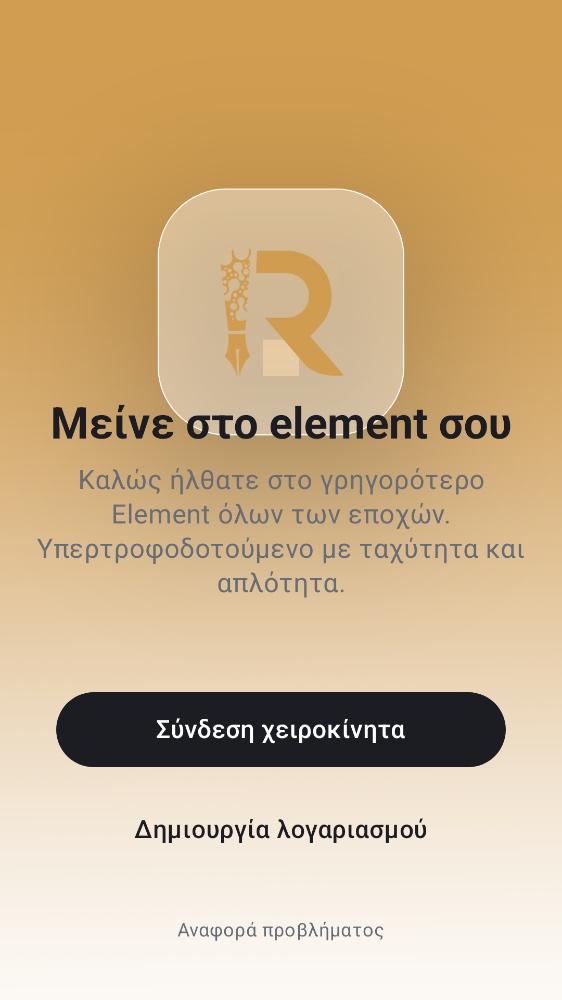 R
Μείνε στο element σου
Καλώς ήλθατε στο γρηγορότερο
Element όλων των εποχών.
Υπερτροφοδοτούμενο με ταχύτητα και
απλότητα.
Σύνδεση χειροκίνητα
Δημιουργία λογαριασμού
Αναφορά προβλήματος